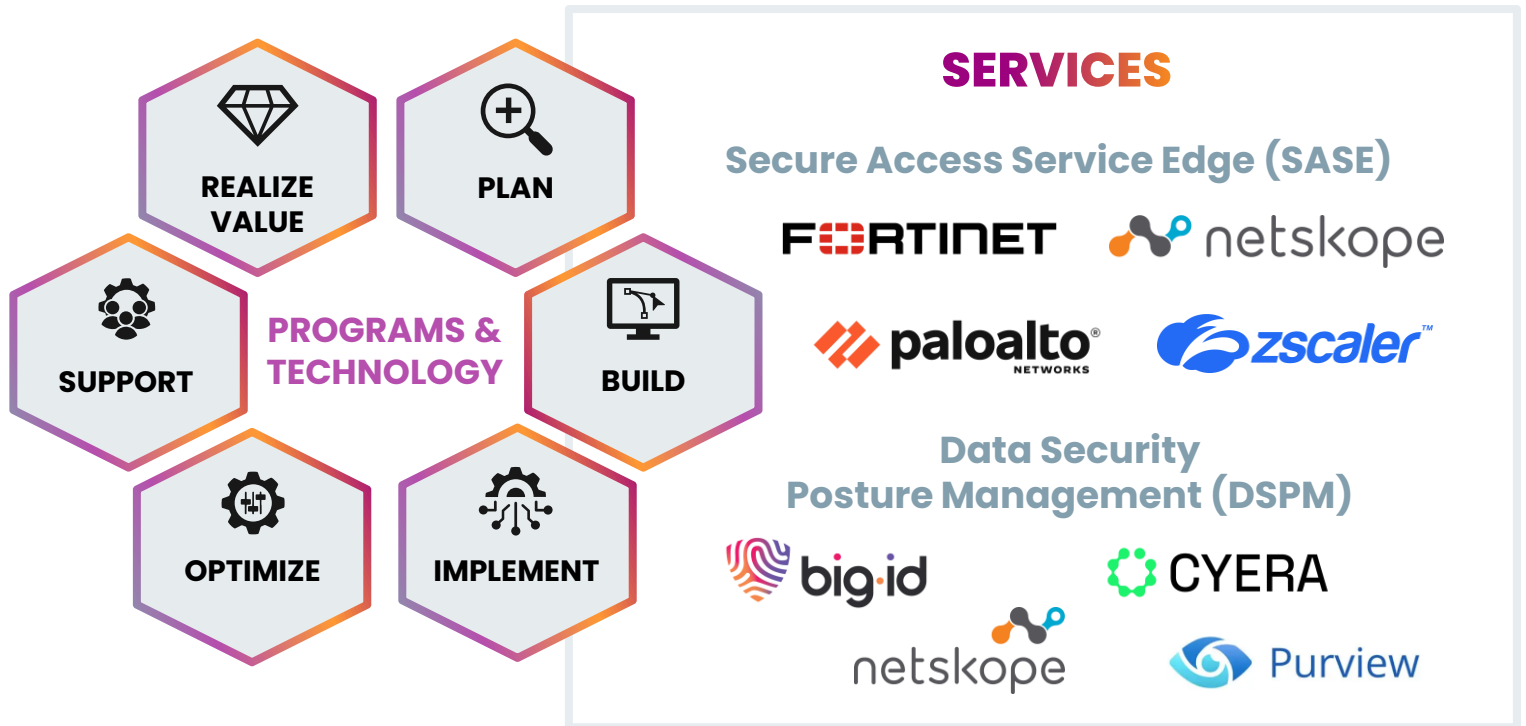 REALIZE
VALUE
PLAN
SUPPORT
PROGRAMS &
TECHNOLOGY
BUILD
OPTIMIZE
IMPLEMENT
SERVICES
Secure Access Service Edge (SASE)
FORTINET
netskope
paloalto®
NETWORKS
zscaler™
Data Security
Posture Management (DSPM)
big.id
CYERA
netskope
Purview